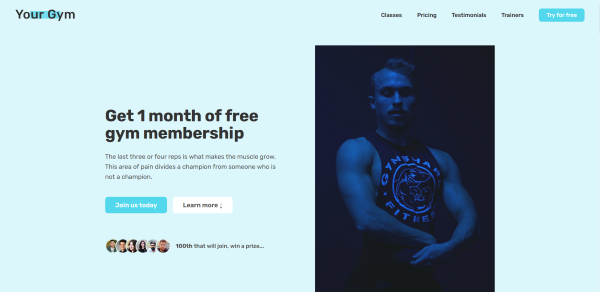 Your Gym
Classes Pricing Testimonials Trainers Try for free
Get 1 month of free
gym membership
The last three or four reps is what makes the muscle grow.
This area of pain divides a champion from someone who is
not a champion.
Join us today Learn more ↓
100th that will join, win a prize...
GYMSHARK
FITNESS